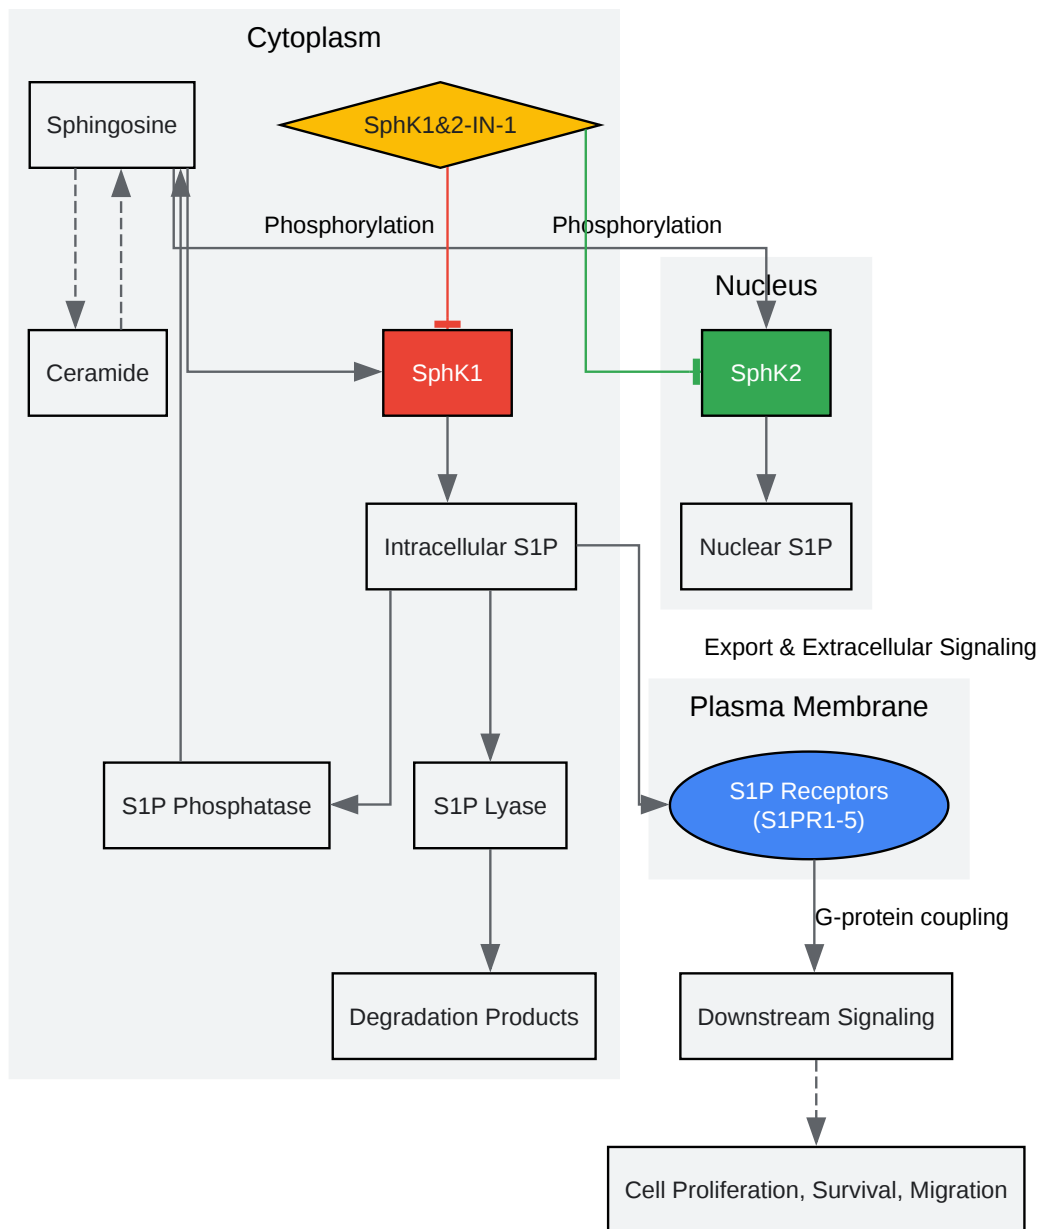 Cytoplasm
Sphingosine
SphK1&2-IN-1
Phosphorylation
Phosphorylation
Nucleus
Ceramide
SphK1
SphK2
Intracellular S1P
Nuclear S1P
Export & Extracellular Signaling
Plasma Membrane
S1P Phosphatase
S1P Lyase
S1P Receptors
(S1PR1-5)
G-protein coupling
Degradation Products
Downstream Signaling
Cell Proliferation, Survival, Migration